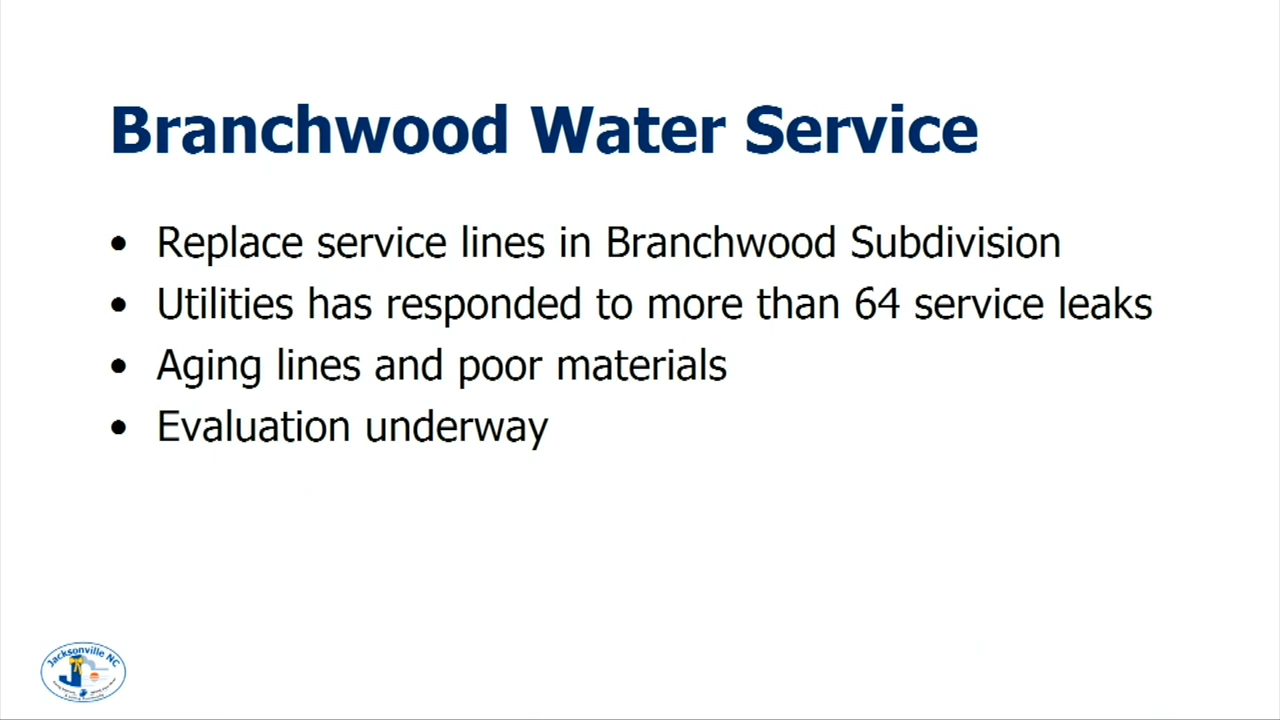 Branchwood Water Service
• Replace service lines in Branchwood Subdivision
• Utilities has responded to more than 64 service leaks
• Aging lines and poor materials
• Evaluation underway
Jacksonville NC